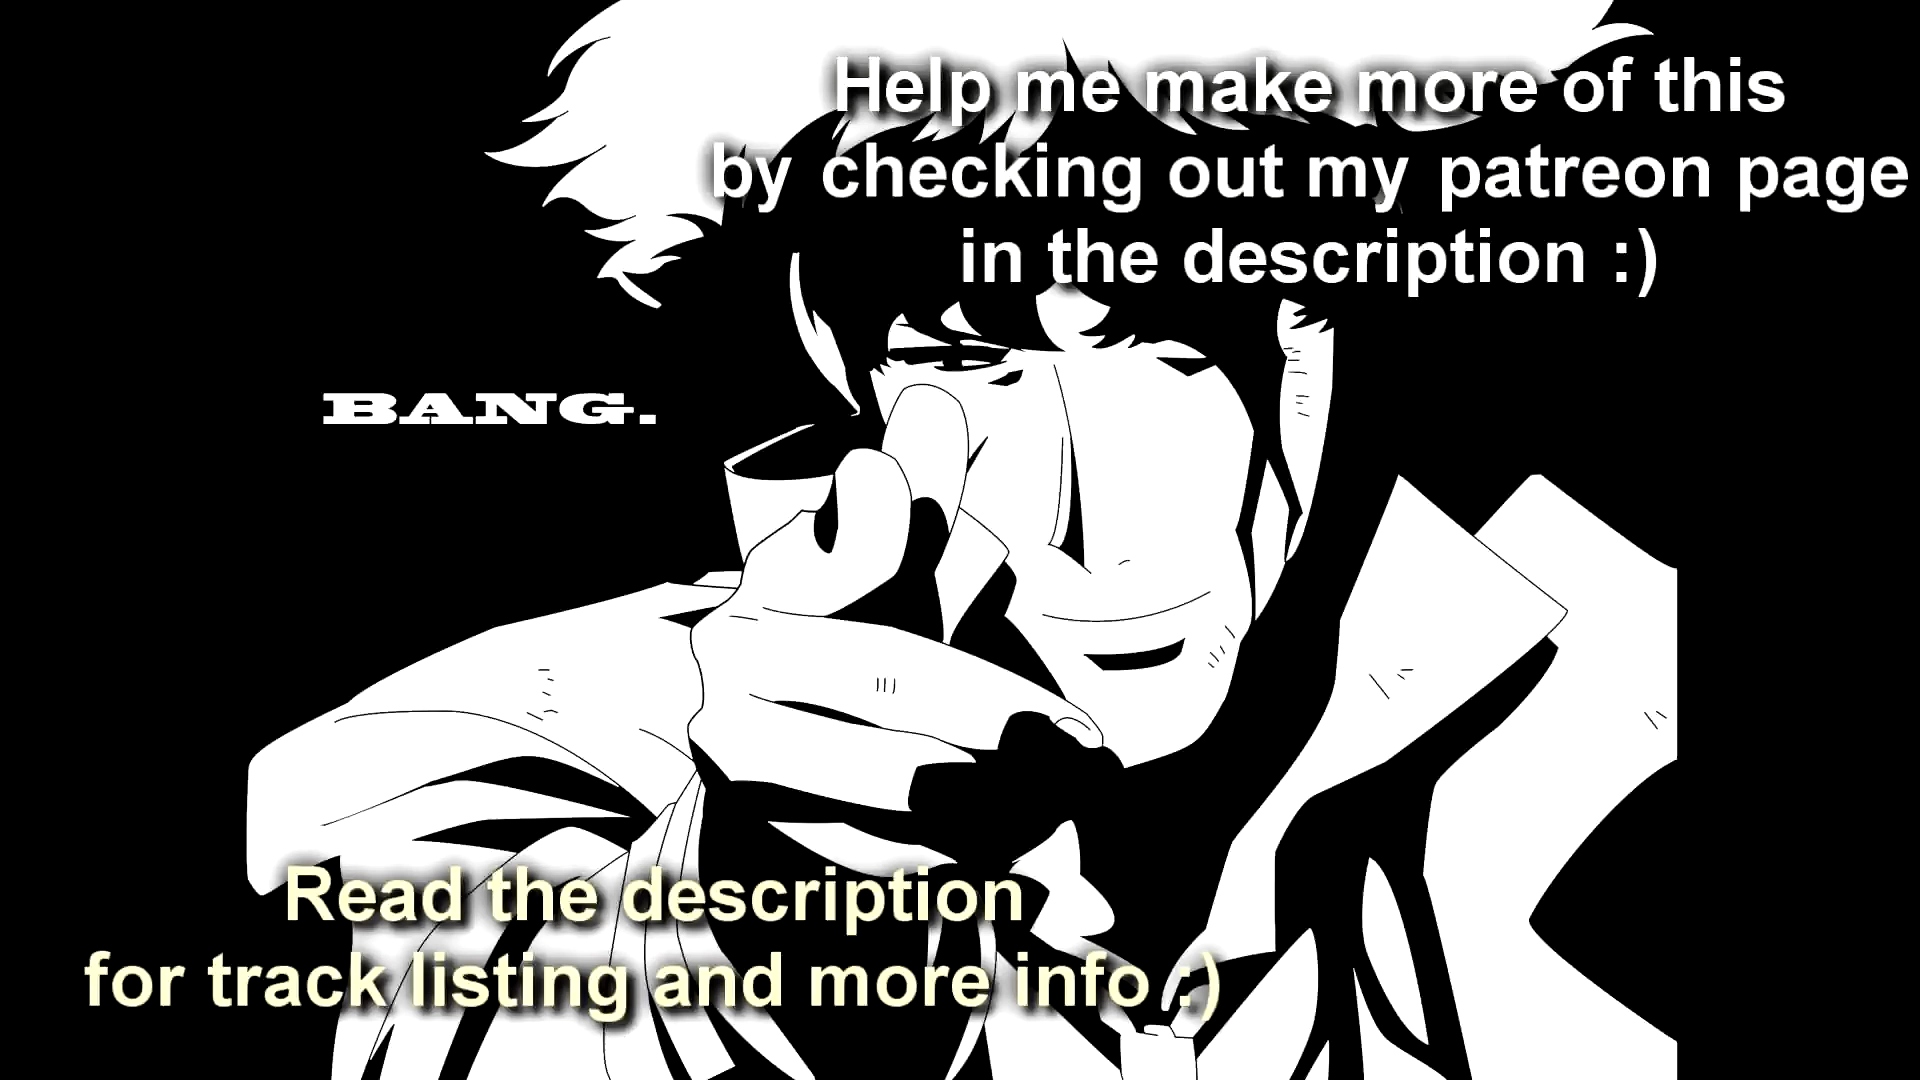 Help me make more of this
by checking out my patreon page
in the description :)
BANG.
Read the description
for track listing and more info :)